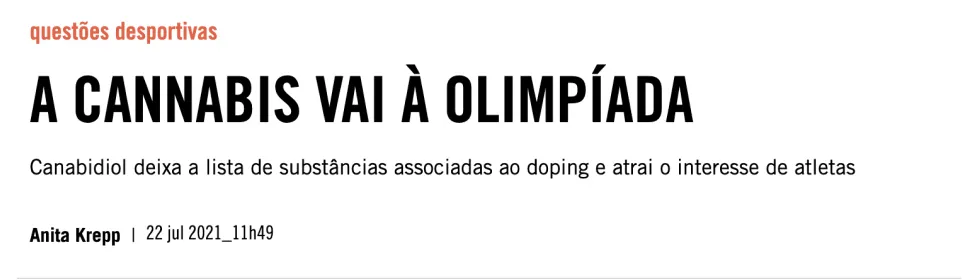 questões desportivas
A CANNABIS VAI À OLIMPÍADA
Canabidiol deixa a lista de substâncias associadas ao doping e atrai o interesse de atletas
Anita Krepp | 22 jul 2021_11h49